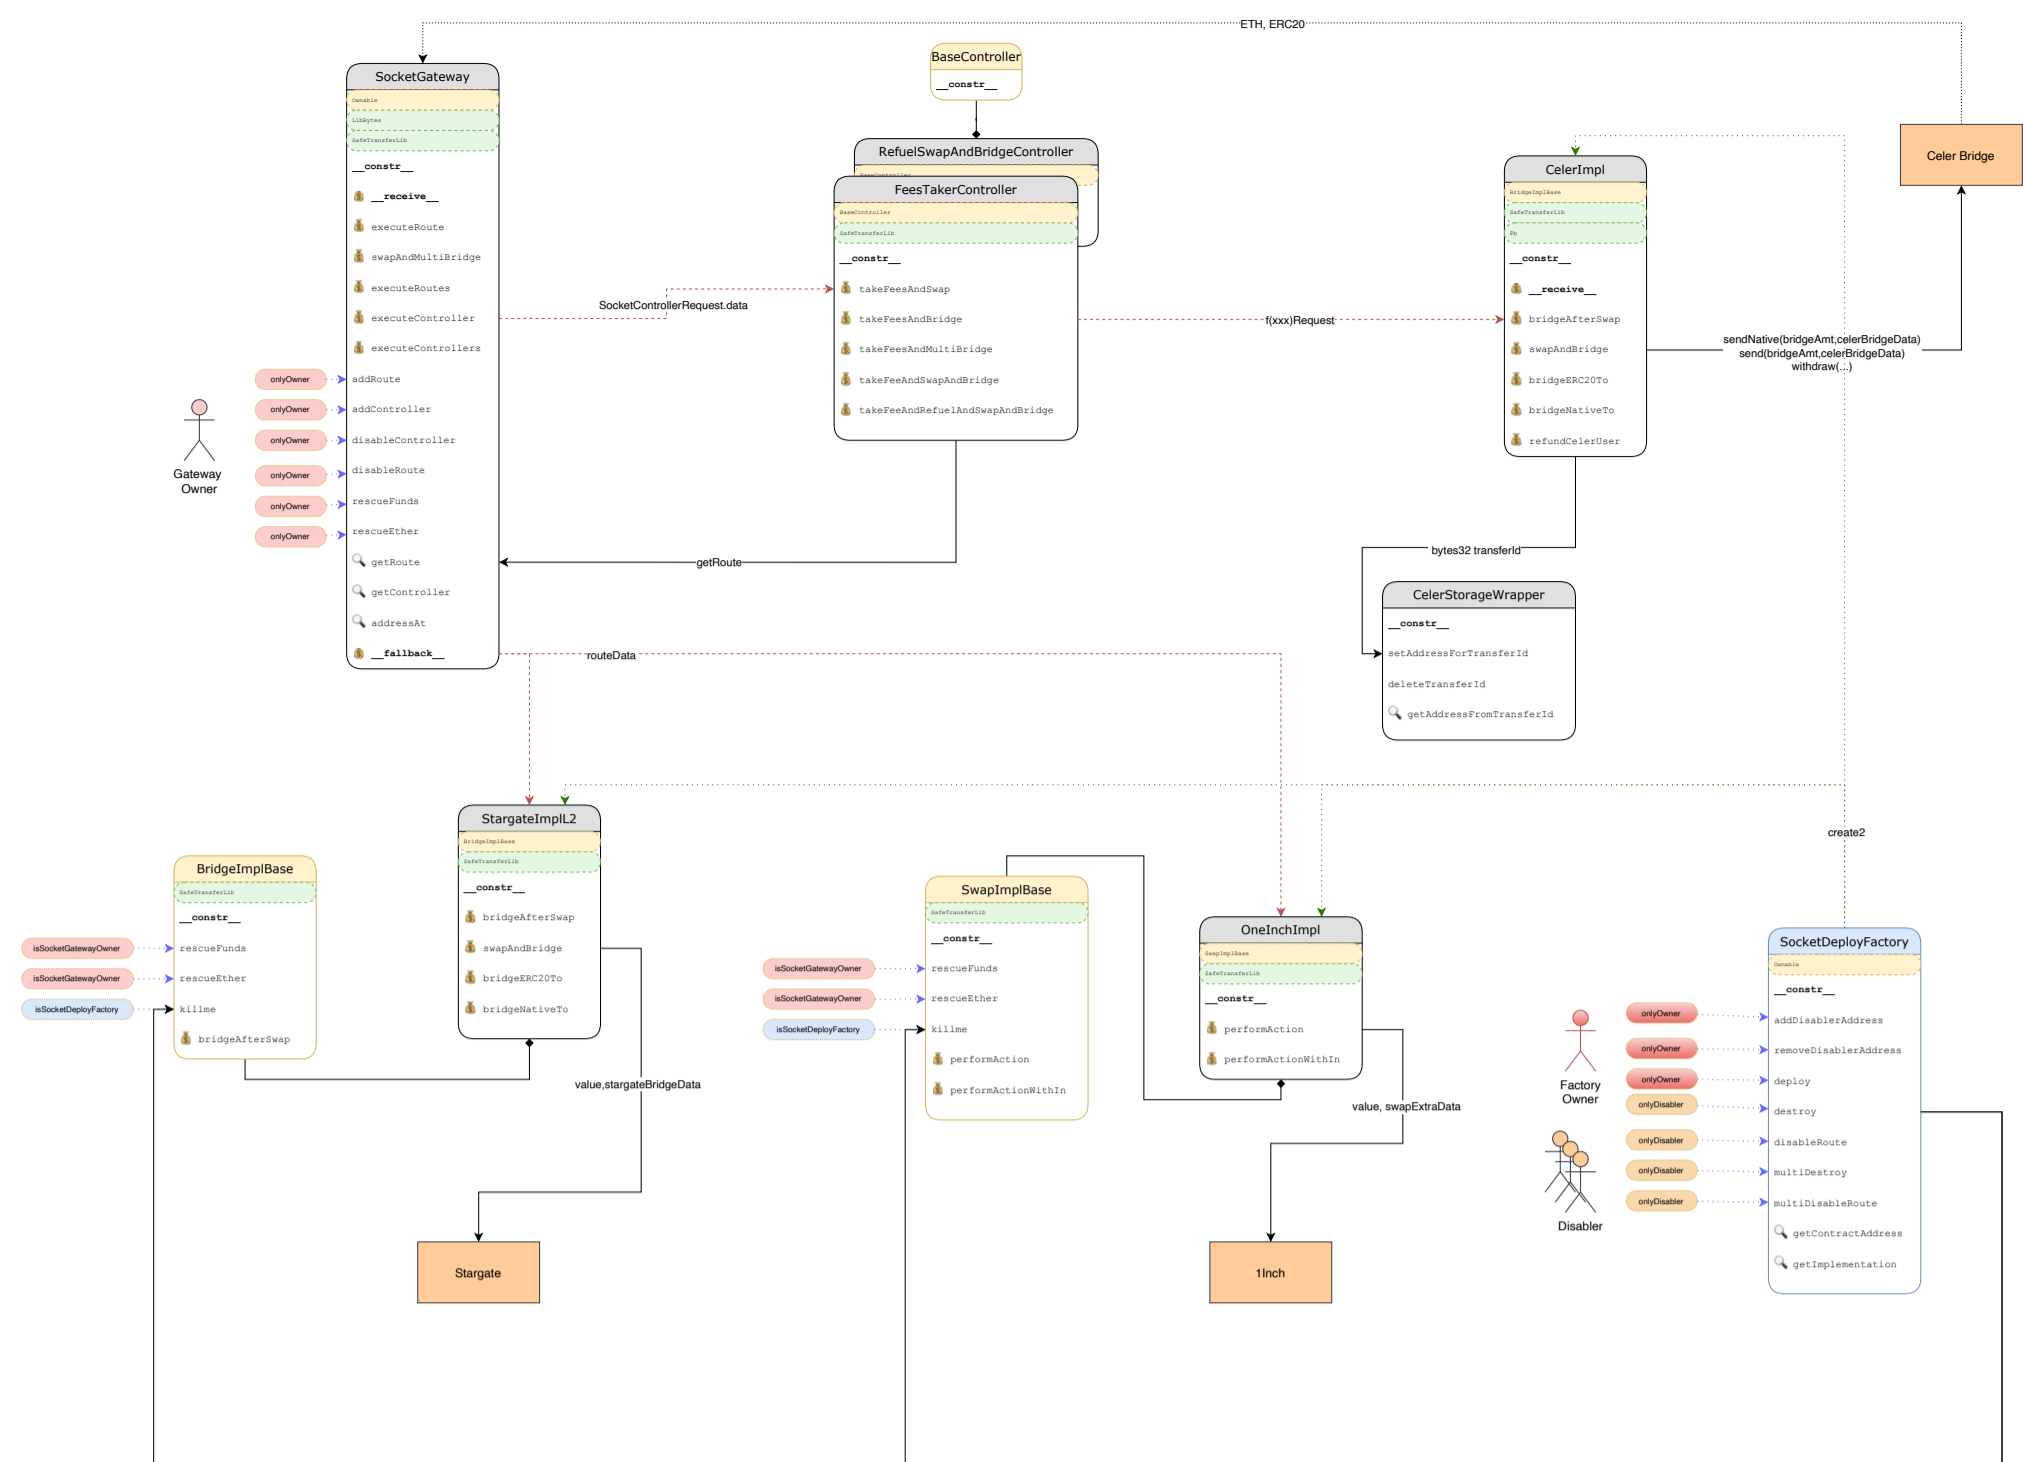 ETH, ERC20
SocketGateway
Ownable
LibBytes
SafeTransferLib
__constr__
__receive__
executeRoute
swapAndMultiBridge
executeRoutes
executeController
executeControllers
addRoute
addController
disableController
disableRoute
rescueFunds
rescueEther
getRoute
getController
addressAt
__fallback__
onlyOwner
onlyOwner
onlyOwner
onlyOwner
onlyOwner
onlyOwner
Gateway
Owner
BaseController
__constr__
RefuelSwapAndBridgeController
BaseController
FeesTakerController
BaseController
SafeTransferLib
__constr__
takeFeesAndSwap
takeFeesAndBridge
takeFeesAndMultiBridge
takeFeeAndSwapAndBridge
takeFeeAndRefuelAndSwapAndBridge
SocketControllerRequest.data
f(xxx)Request
getRoute
routeData
CelerImpl
BridgeImplBase
SafeTransferLib
Pb
__constr__
__receive__
bridgeAfterSwap
swapAndBridge
bridgeERC20To
bridgeNativeTo
refundCelerUser
Celer Bridge
sendNative(bridgeAmt,celerBridgeData)
send(bridgeAmt,celerBridgeData)
withdraw(...)
bytes32 transferId
CelerStorageWrapper
__constr__
setAddressForTransferId
deleteTransferId
getAddressFromTransferId
create2
BridgeImplBase
SafeTransferLib
__constr__
rescueFunds
rescueEther
killme
bridgeAfterSwap
isSocketGatewayOwner
isSocketGatewayOwner
isSocketDeployFactory
StargateImplL2
BridgeImplBase
SafeTransferLib
__constr__
bridgeAfterSwap
swapAndBridge
bridgeERC20To
bridgeNativeTo
value,stargateBridgeData
Stargate
SwapImplBase
SafeTransferLib
__constr__
rescueFunds
rescueEther
killme
performAction
performActionWithIn
isSocketGatewayOwner
isSocketGatewayOwner
isSocketDeployFactory
OneInchImpl
SwapImplBase
SafeTransferLib
__constr__
performAction
performActionWithIn
value, swapExtraData
1Inch
SocketDeployFactory
Ownable
__constr__
addDisablerAddress
removeDisablerAddress
deploy
destroy
disableRoute
multiDestroy
multiDisableRoute
getContractAddress
getImplementation
onlyOwner
onlyOwner
onlyOwner
onlyDisabler
onlyDisabler
onlyDisabler
onlyDisabler
Factory
Owner
Disabler